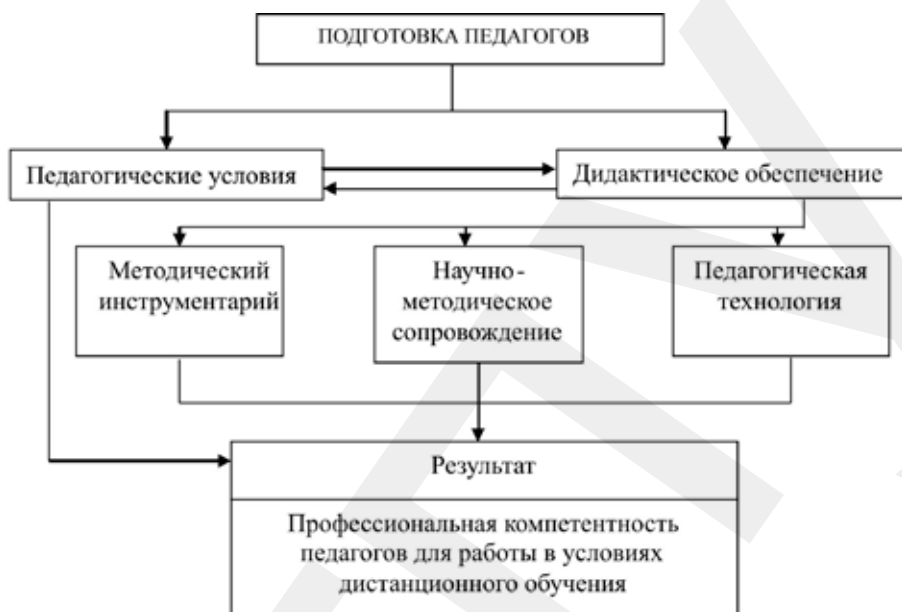 ПОДГОТОВКА ПЕДАГОГОВ
Педагогические условия
Дидактическое обеспечение
Методический
инструментарий
Научно-
методическое
сопровождение
Педагогическая
технология
Результат
Профессиональная компетентность
педагогов для работы в условиях
дистанционного обучения